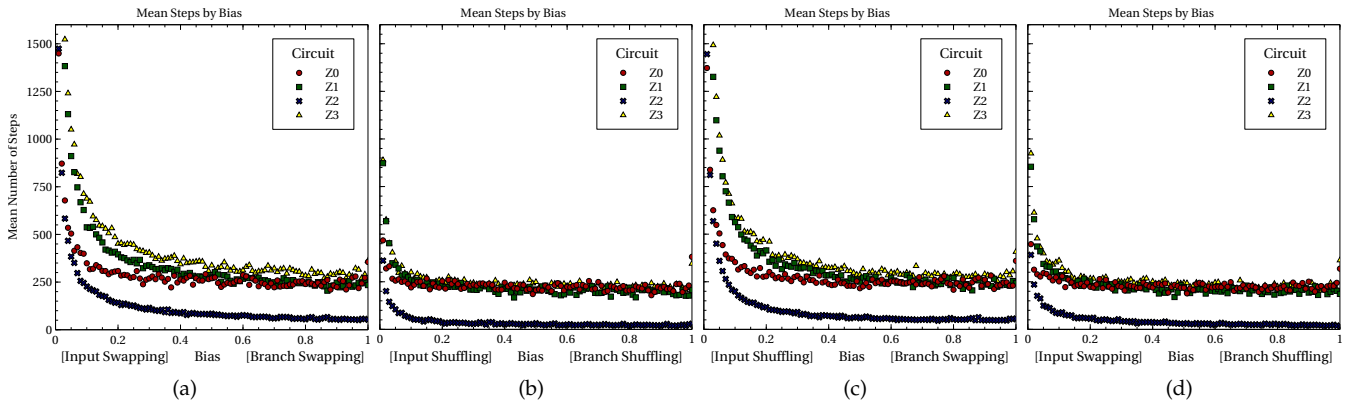 Mean Steps by Bias
Mean Number of Steps
1500
1250
1000
750
500
250
0
Circuit
Z0
Z1
Z2
Z3
0 0.2 0.4 0.6 0.8 1
[Input Swapping] Bias [Branch Swapping]
(a)
Mean Steps by Bias
Circuit
Z0
Z1
Z2
Z3
0.2 0.4 0.6 0.8 1
[Input Shuffling] Bias [Branch Shuffling]
(b)
Mean Steps by Bias
Circuit
Z0
Z1
Z2
Z3
0.2 0.4 0.6 0.8 1
[Input Shuffling] Bias [Branch Swapping]
(c)
Mean Steps by Bias
Circuit
Z0
Z1
Z2
Z3
0.2 0.4 0.6 0.8 1
[Input Swapping] Bias [Branch Shuffling]
(d)